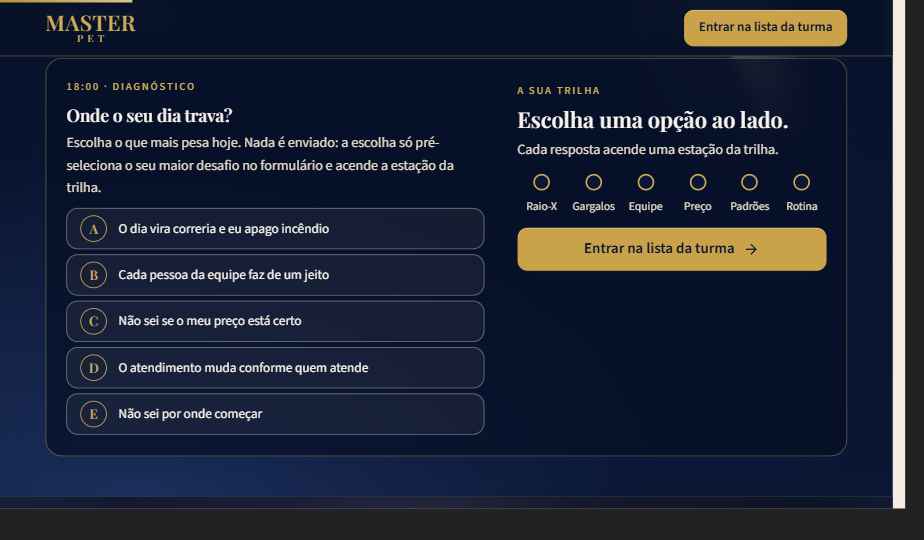 MASTER
PET
Entrar na lista da turma
18:00 · DIAGNÓSTICO
Onde o seu dia trava?
Escolha o que mais pesa hoje. Nada é enviado: a escolha só pré-
seleciona o seu maior desafio no formulário e acende a estação da
trilha.
A O dia vira correria e eu apago incêndio
B Cada pessoa da equipe faz de um jeito
C Não sei se o meu preço está certo
D O atendimento muda conforme quem atende
E Não sei por onde começar
A SUA TRILHA
Escolha uma opção ao lado.
Cada resposta acende uma estação da trilha.
Raio-X Gargalos Equipe Preço Padrões Rotina
Entrar na lista da turma →